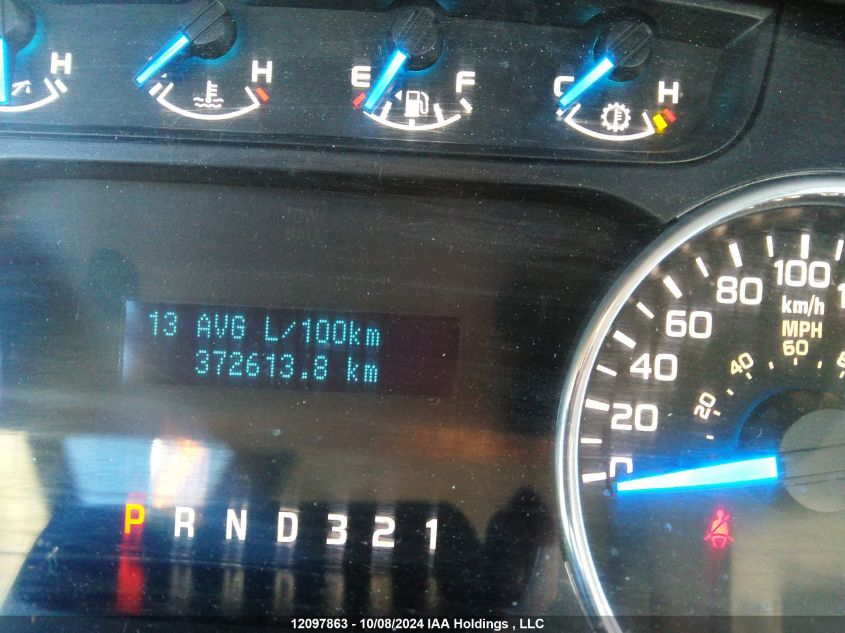 H H E F C H
13 AVG L/100km
372613.8 km
P R N D 3 2 1
0 20 40 60 80 100
km/h
MPH
20 40 60
12097863 - 10/08/2024 IAA Holdings , LLC